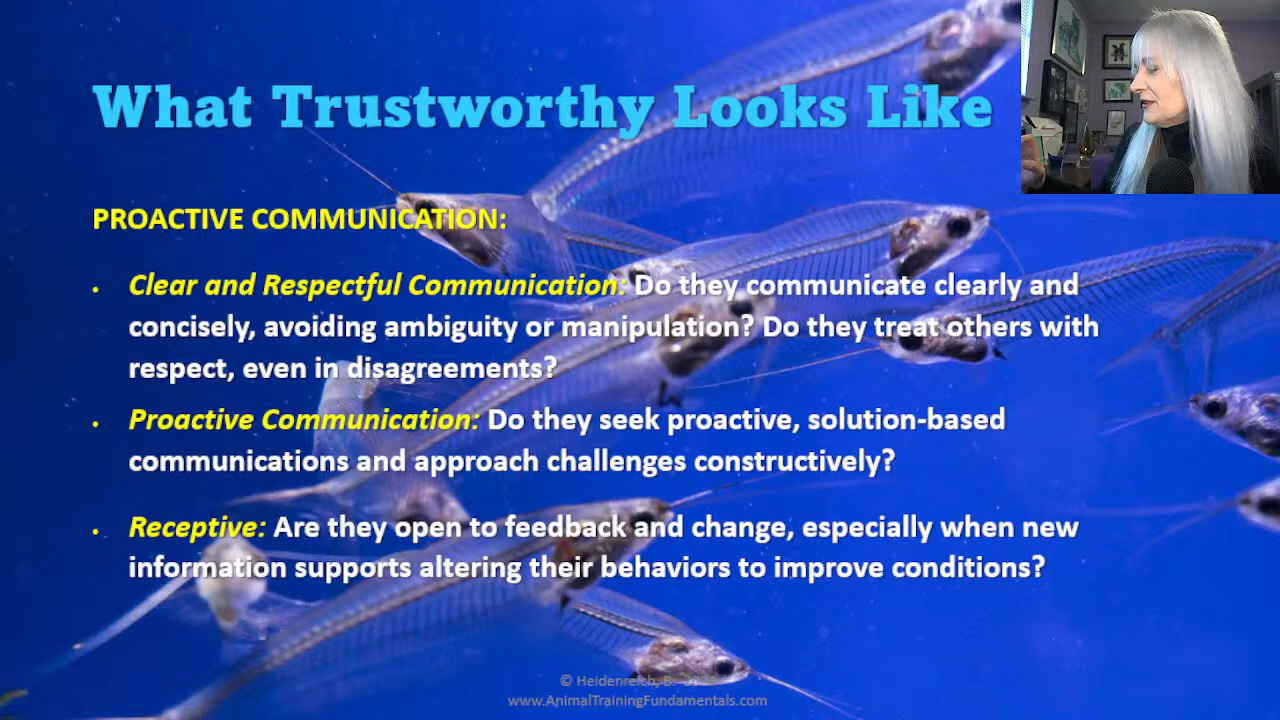 What Trustworthy Looks Like
PROACTIVE COMMUNICATION:
• Clear and Respectful Communication: Do they communicate clearly and
concisely, avoiding ambiguity or manipulation? Do they treat others with
respect, even in disagreements?
• Proactive Communication: Do they seek proactive, solution-based
communications and approach challenges constructively?
• Receptive: Are they open to feedback and change, especially when new
information supports altering their behaviors to improve conditions?
© Heidenreich, B.
www.AnimalTrainingFundamentals.com